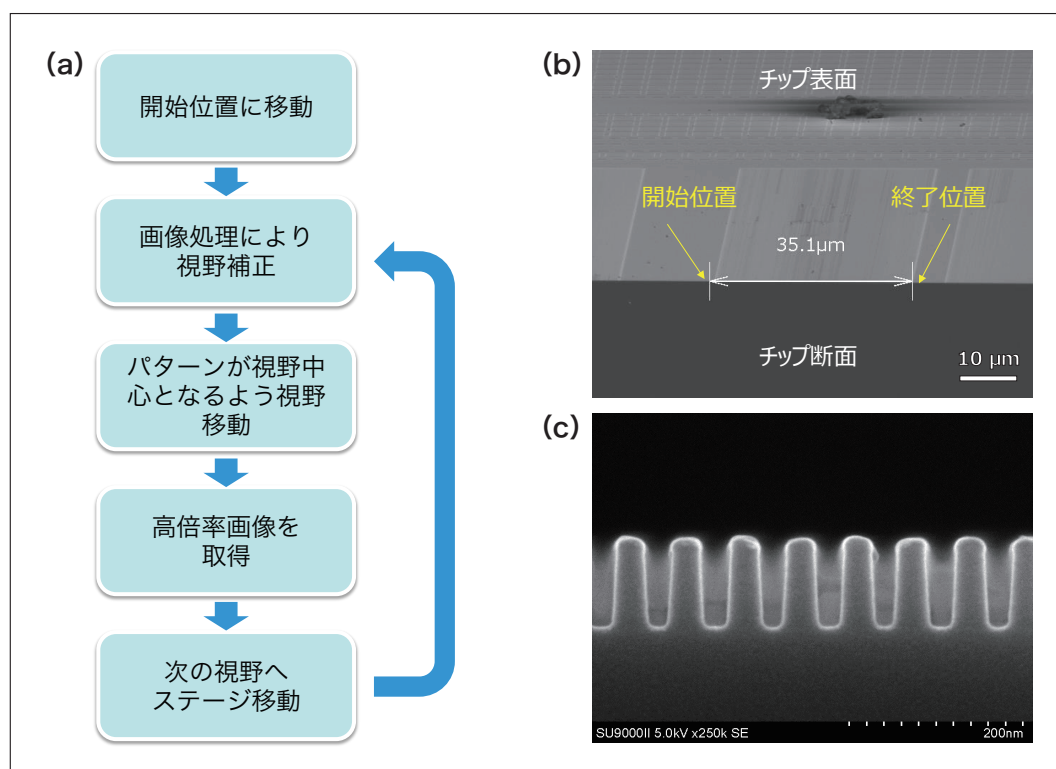 (a)
開始位置に移動
画像処理により
視野補正
パターンが視野中
心となるよう視野
移動
高倍率画像を
取得
次の視野へ
ステージ移動
(b)
チップ表面
開始位置
終了位置
35.1µm
チップ断面
10 µm
(c)
SU9000II 5.0kV x250k SE
200nm